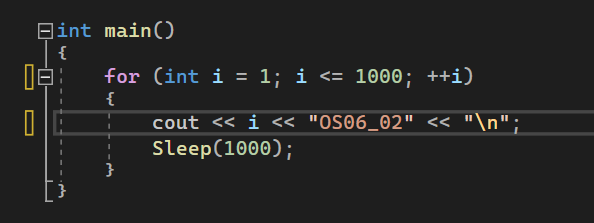 int main()
{
for (int i = 1; i <= 1000; ++i)
{
cout << i << "OS06_02" << "\n";
Sleep(1000);
}
}